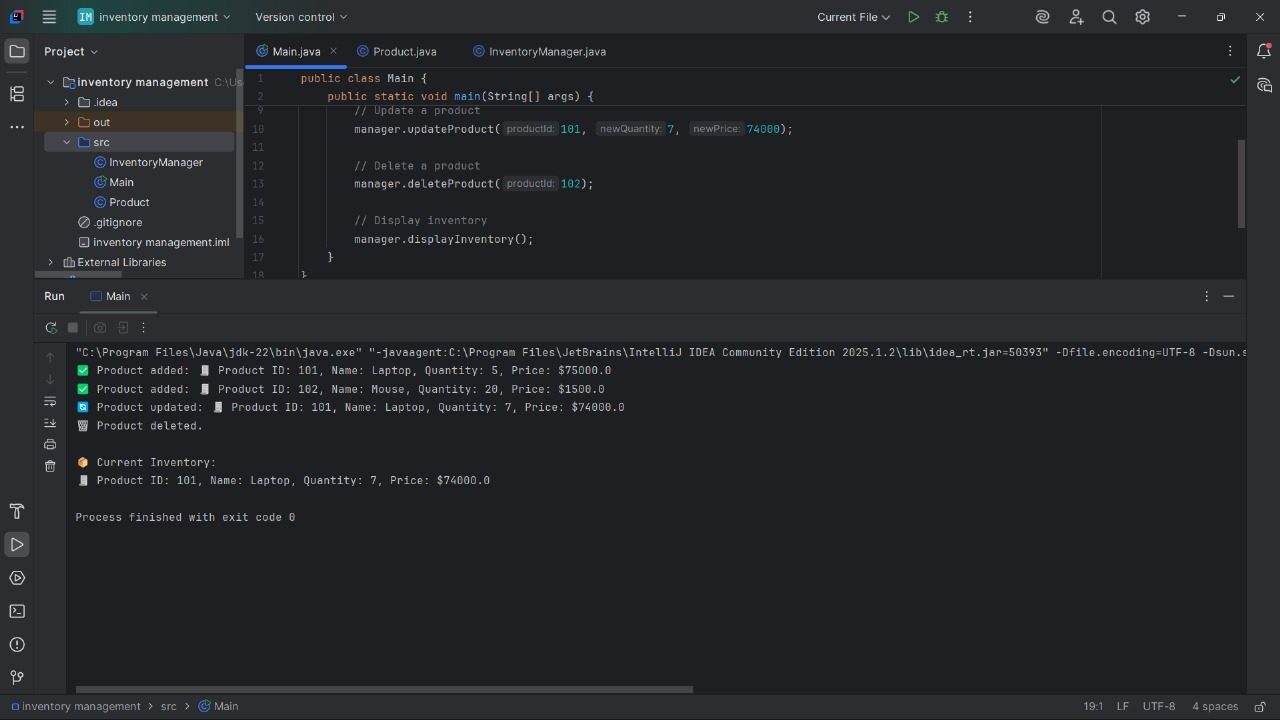 IM inventory management Version control Current File
Project
Main.java Product.java InventoryManager.java
inventory management C:\Us
.idea
out
src
InventoryManager
Main
Product
.gitignore
inventory management.iml
External Libraries
1 public class Main {
2 public static void main(String[] args) {
9 // Update a product
10 manager.updateProduct( productId: 101, newQuantity: 7, newPrice: 74000);
11
12 // Delete a product
13 manager.deleteProduct( productId: 102);
14
15 // Display inventory
16 manager.displayInventory();
17 }
18 }
Run Main
"C:\Program Files\Java\jdk-22\bin\java.exe" "-javaagent:C:\Program Files\JetBrains\IntelliJ IDEA Community Edition 2025.1.2\lib\idea_rt.jar=50393" -Dfile.encoding=UTF-8 -Dsun.s
✅ Product added: 🧾 Product ID: 101, Name: Laptop, Quantity: 5, Price: $75000.0
✅ Product added: 🧾 Product ID: 102, Name: Mouse, Quantity: 20, Price: $1500.0
🔄 Product updated: 🧾 Product ID: 101, Name: Laptop, Quantity: 7, Price: $74000.0
🗑 Product deleted.
📦 Current Inventory:
🧾 Product ID: 101, Name: Laptop, Quantity: 7, Price: $74000.0
Process finished with exit code 0
inventory management > src > Main 19:1 LF UTF-8 4 spaces